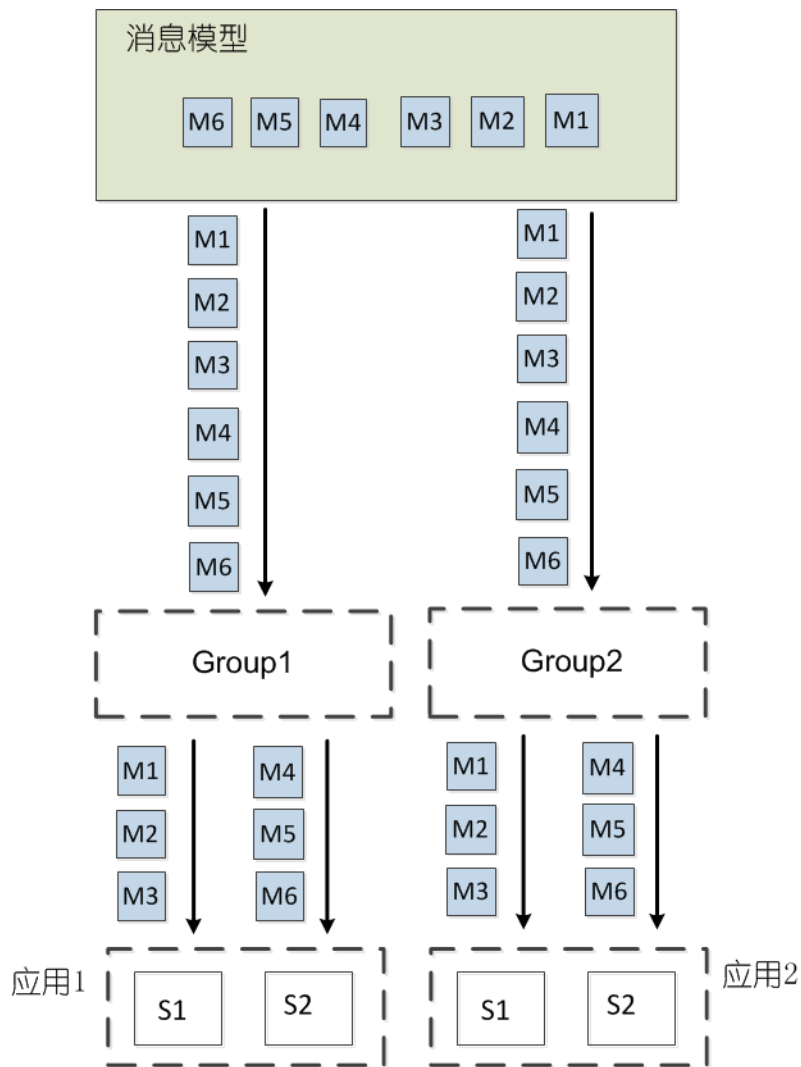 消息模型
M6 M5 M4 M3 M2 M1
M1 M1
M2 M2
M3 M3
M4 M4
M5 M5
M6 M6
Group1 Group2
M1 M4 M1 M4
M2 M5 M2 M5
M3 M6 M3 M6
应用1 S1 S2 S1 S2 应用2